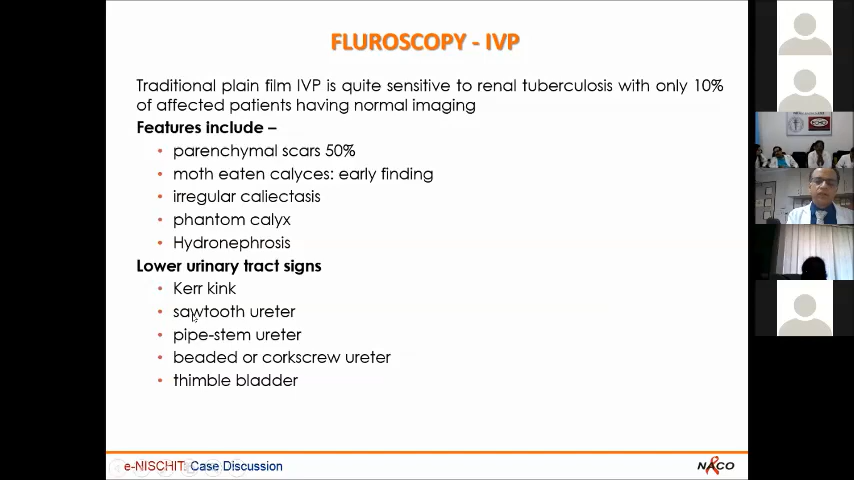 FLUROSCOPY - IVP
Traditional plain film IVP is quite sensitive to renal tuberculosis with only 10%
of affected patients having normal imaging
Features include –
• parenchymal scars 50%
• moth eaten calyces: early finding
• irregular caliectasis
• phantom calyx
• Hydronephrosis
Lower urinary tract signs
• Kerr kink
• sawtooth ureter
• pipe-stem ureter
• beaded or corkscrew ureter
• thimble bladder
e-NISCHIT: Case Discussion
NACO